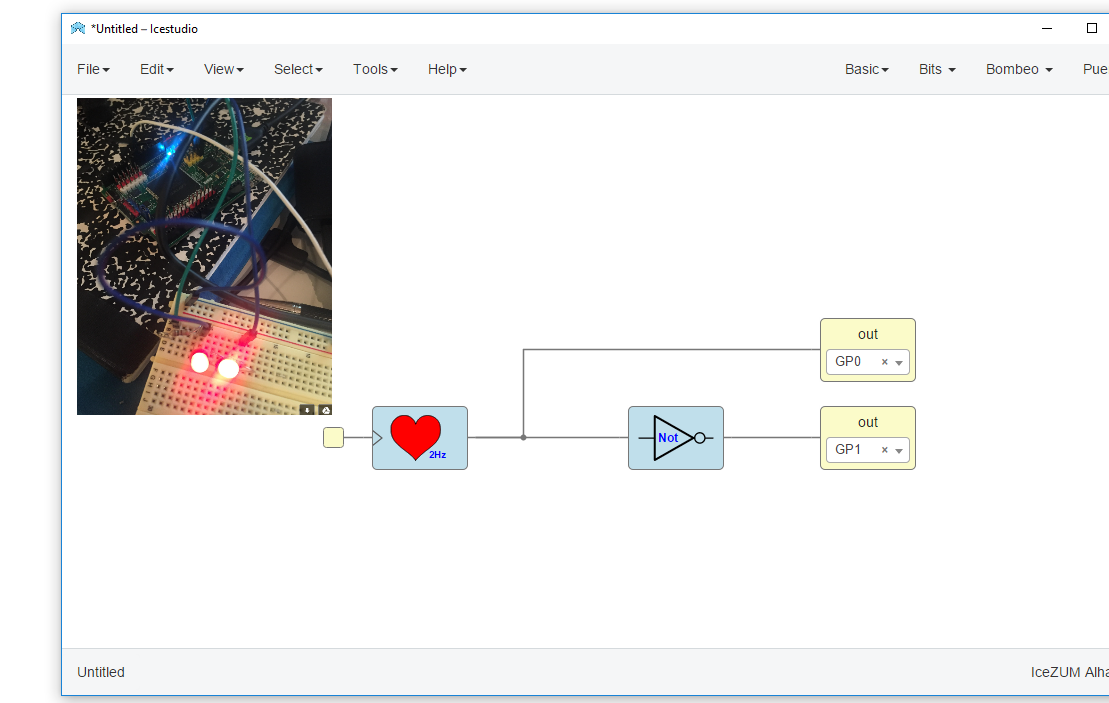 *Untitled – Icestudio
File Edit View Select Tools Help Basic Bits Bombeo Pue
out
GP0 ×
out
GP1 ×
2Hz
Not
Untitled
IceZUM Alha